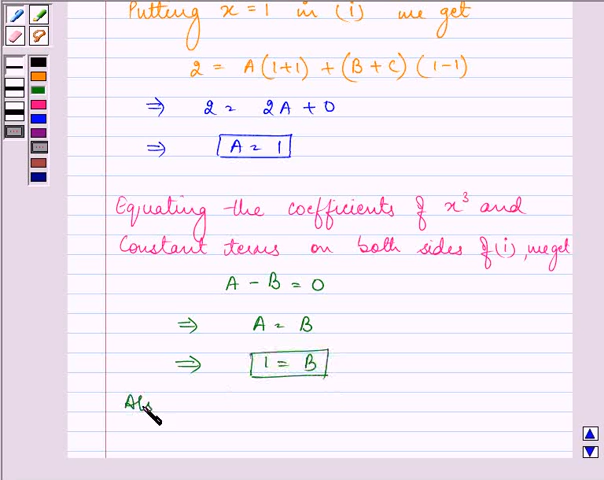 Putting x = 1 in (i) we get
2 = A(1+1) + (B+C) (1-1)
⇒ 2 = 2A + 0
⇒ A = 1
Equating the coefficients of x³ and
Constant terms on both sides of (i), we get
A - B = 0
⇒ A = B
⇒ 1 = B
Als